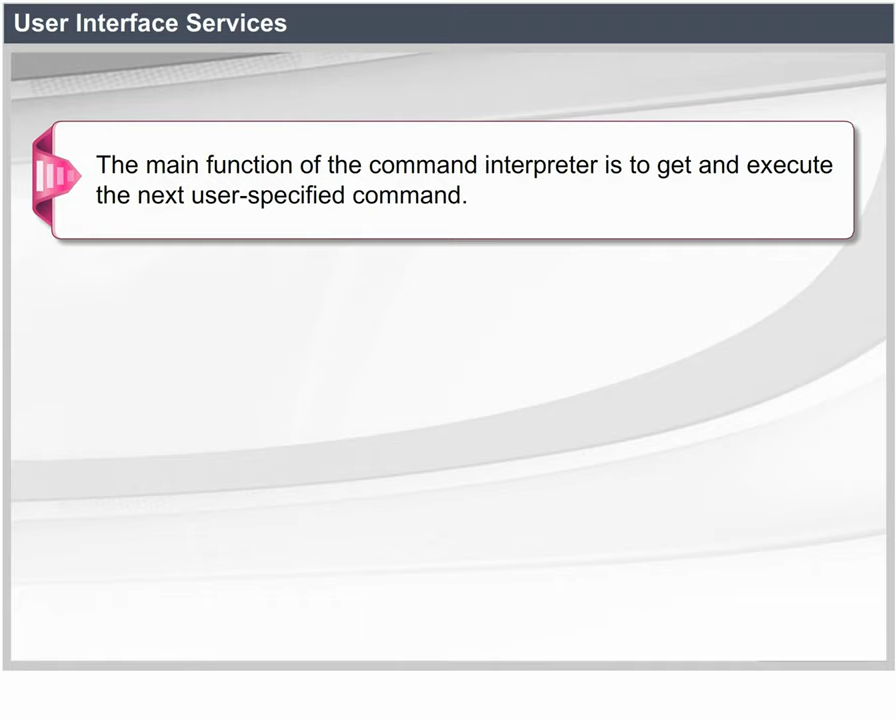 User Interface Services
The main function of the command interpreter is to get and execute
the next user-specified command.